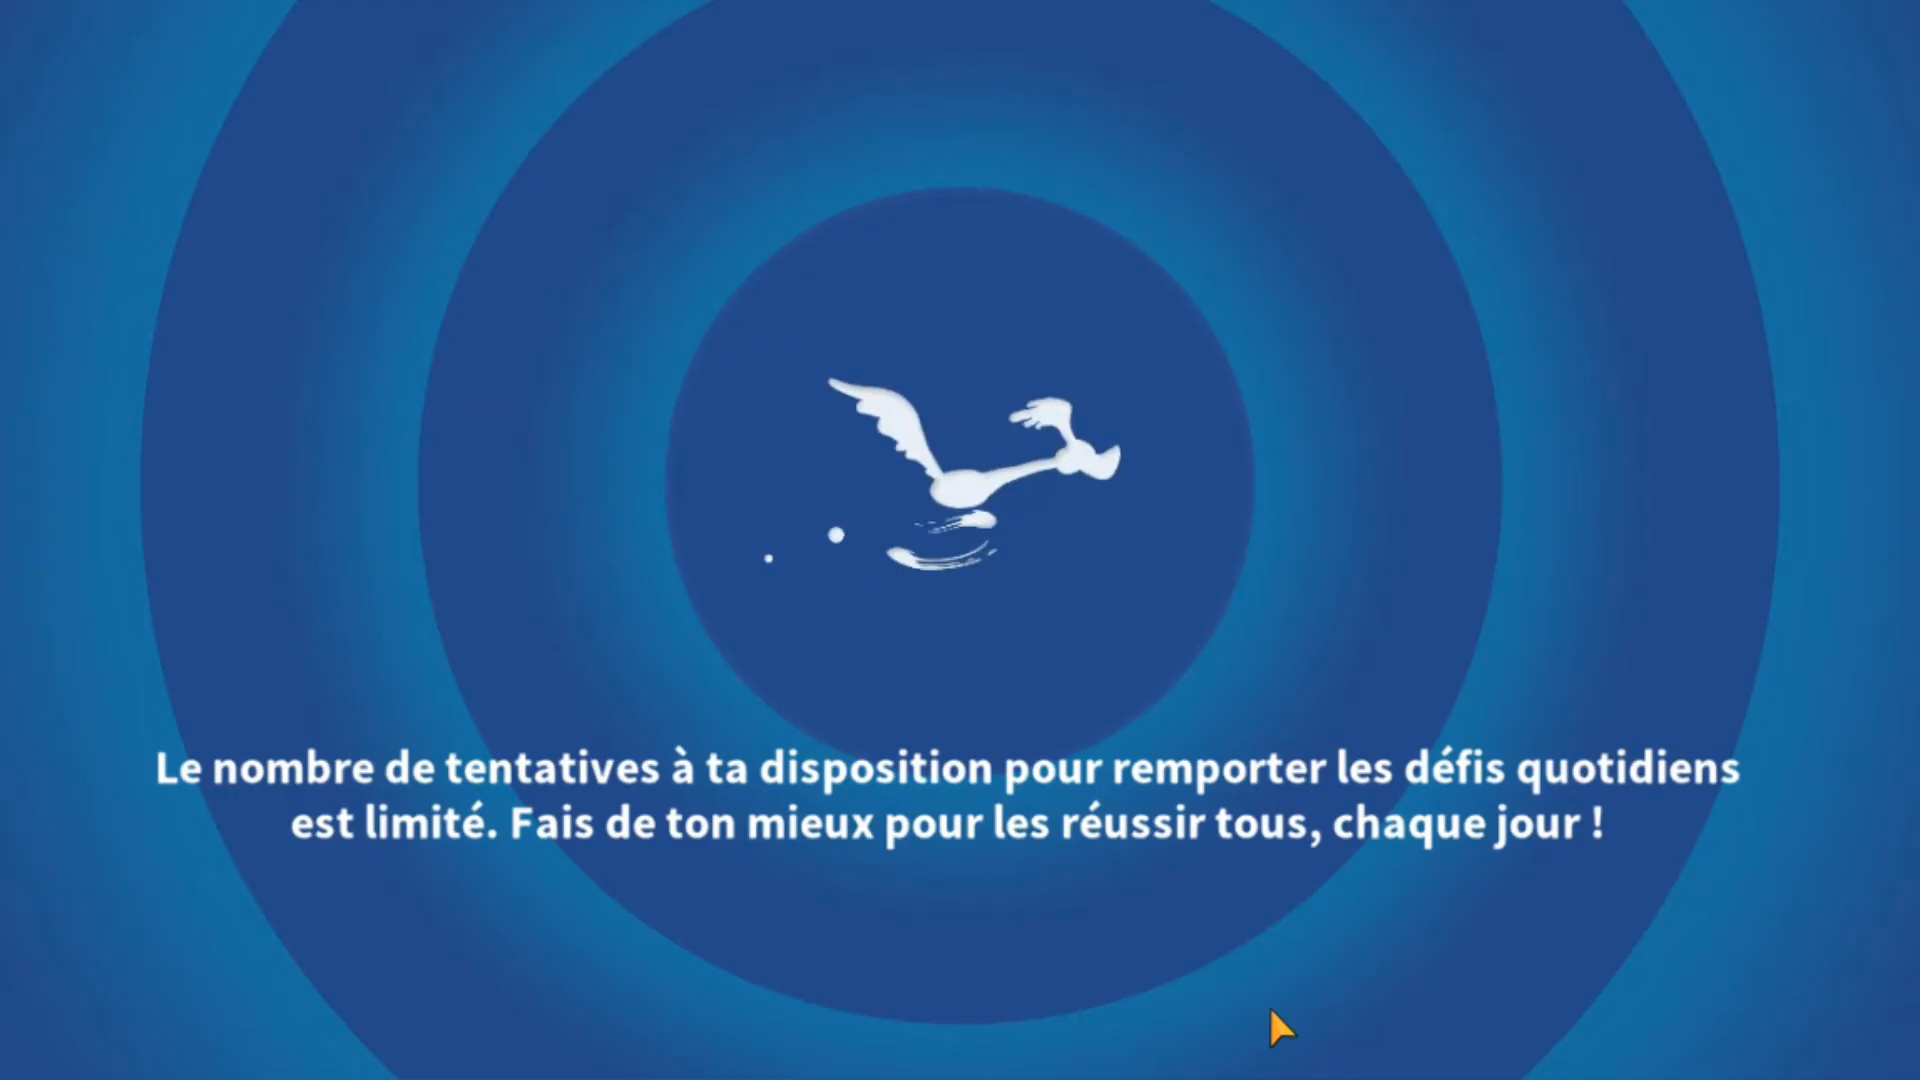 Le nombre de tentatives à ta disposition pour remporter les défis quotidiens
est limité. Fais de ton mieux pour les réussir tous, chaque jour !